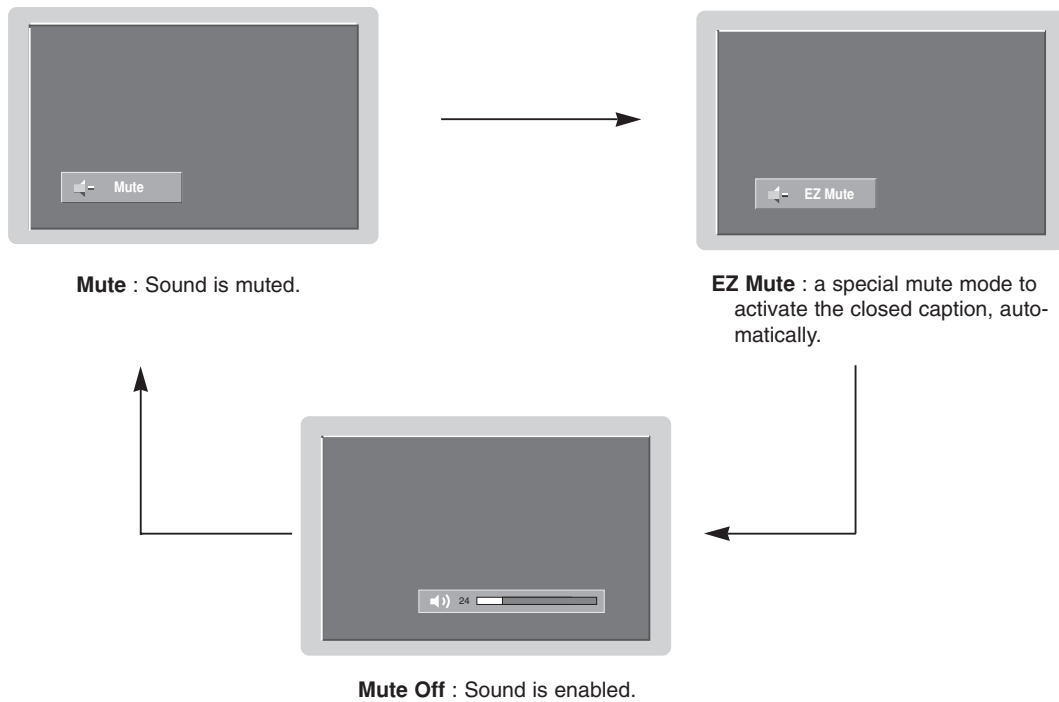 Mute
EZ Mute
Mute : Sound is muted.
EZ Mute : a special mute mode to
activate the closed caption, auto-
matically.
24
Mute Off : Sound is enabled.